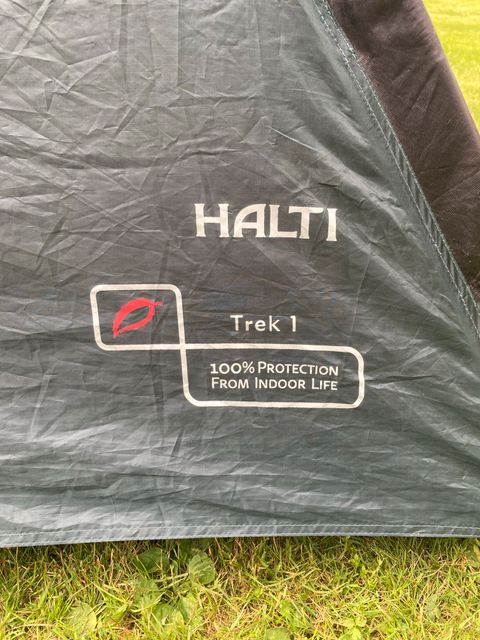 HALTI
Trek 1
100% PROTECTION
FROM INDOOR LIFE